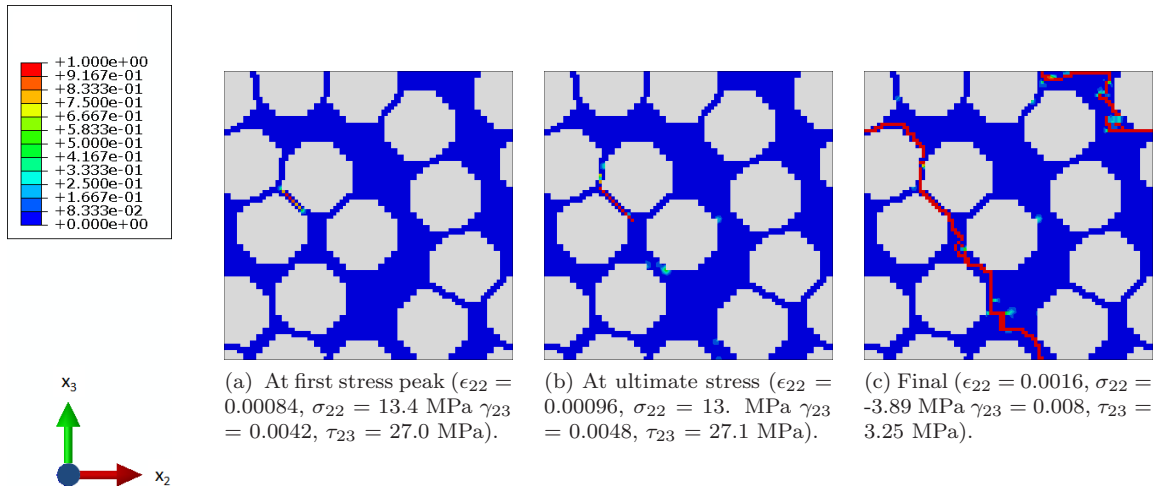 +1.000e+00
+9.167e-01
+8.333e-01
+7.500e-01
+6.667e-01
+5.833e-01
+5.000e-01
+4.167e-01
+3.333e-01
+2.500e-01
+1.667e-01
+8.333e-02
+0.000e+00
x₃
x₂
(a) At first stress peak (ϵ₂₂ =
0.00084, σ₂₂ = 13.4 MPa γ₂₃
= 0.0042, τ₂₃ = 27.0 MPa).
(b) At ultimate stress (ϵ₂₂ =
0.00096, σ₂₂ = 13. MPa γ₂₃
= 0.0048, τ₂₃ = 27.1 MPa).
(c) Final (ϵ₂₂ = 0.0016, σ₂₂ =
-3.89 MPa γ₂₃ = 0.008, τ₂₃ =
3.25 MPa).